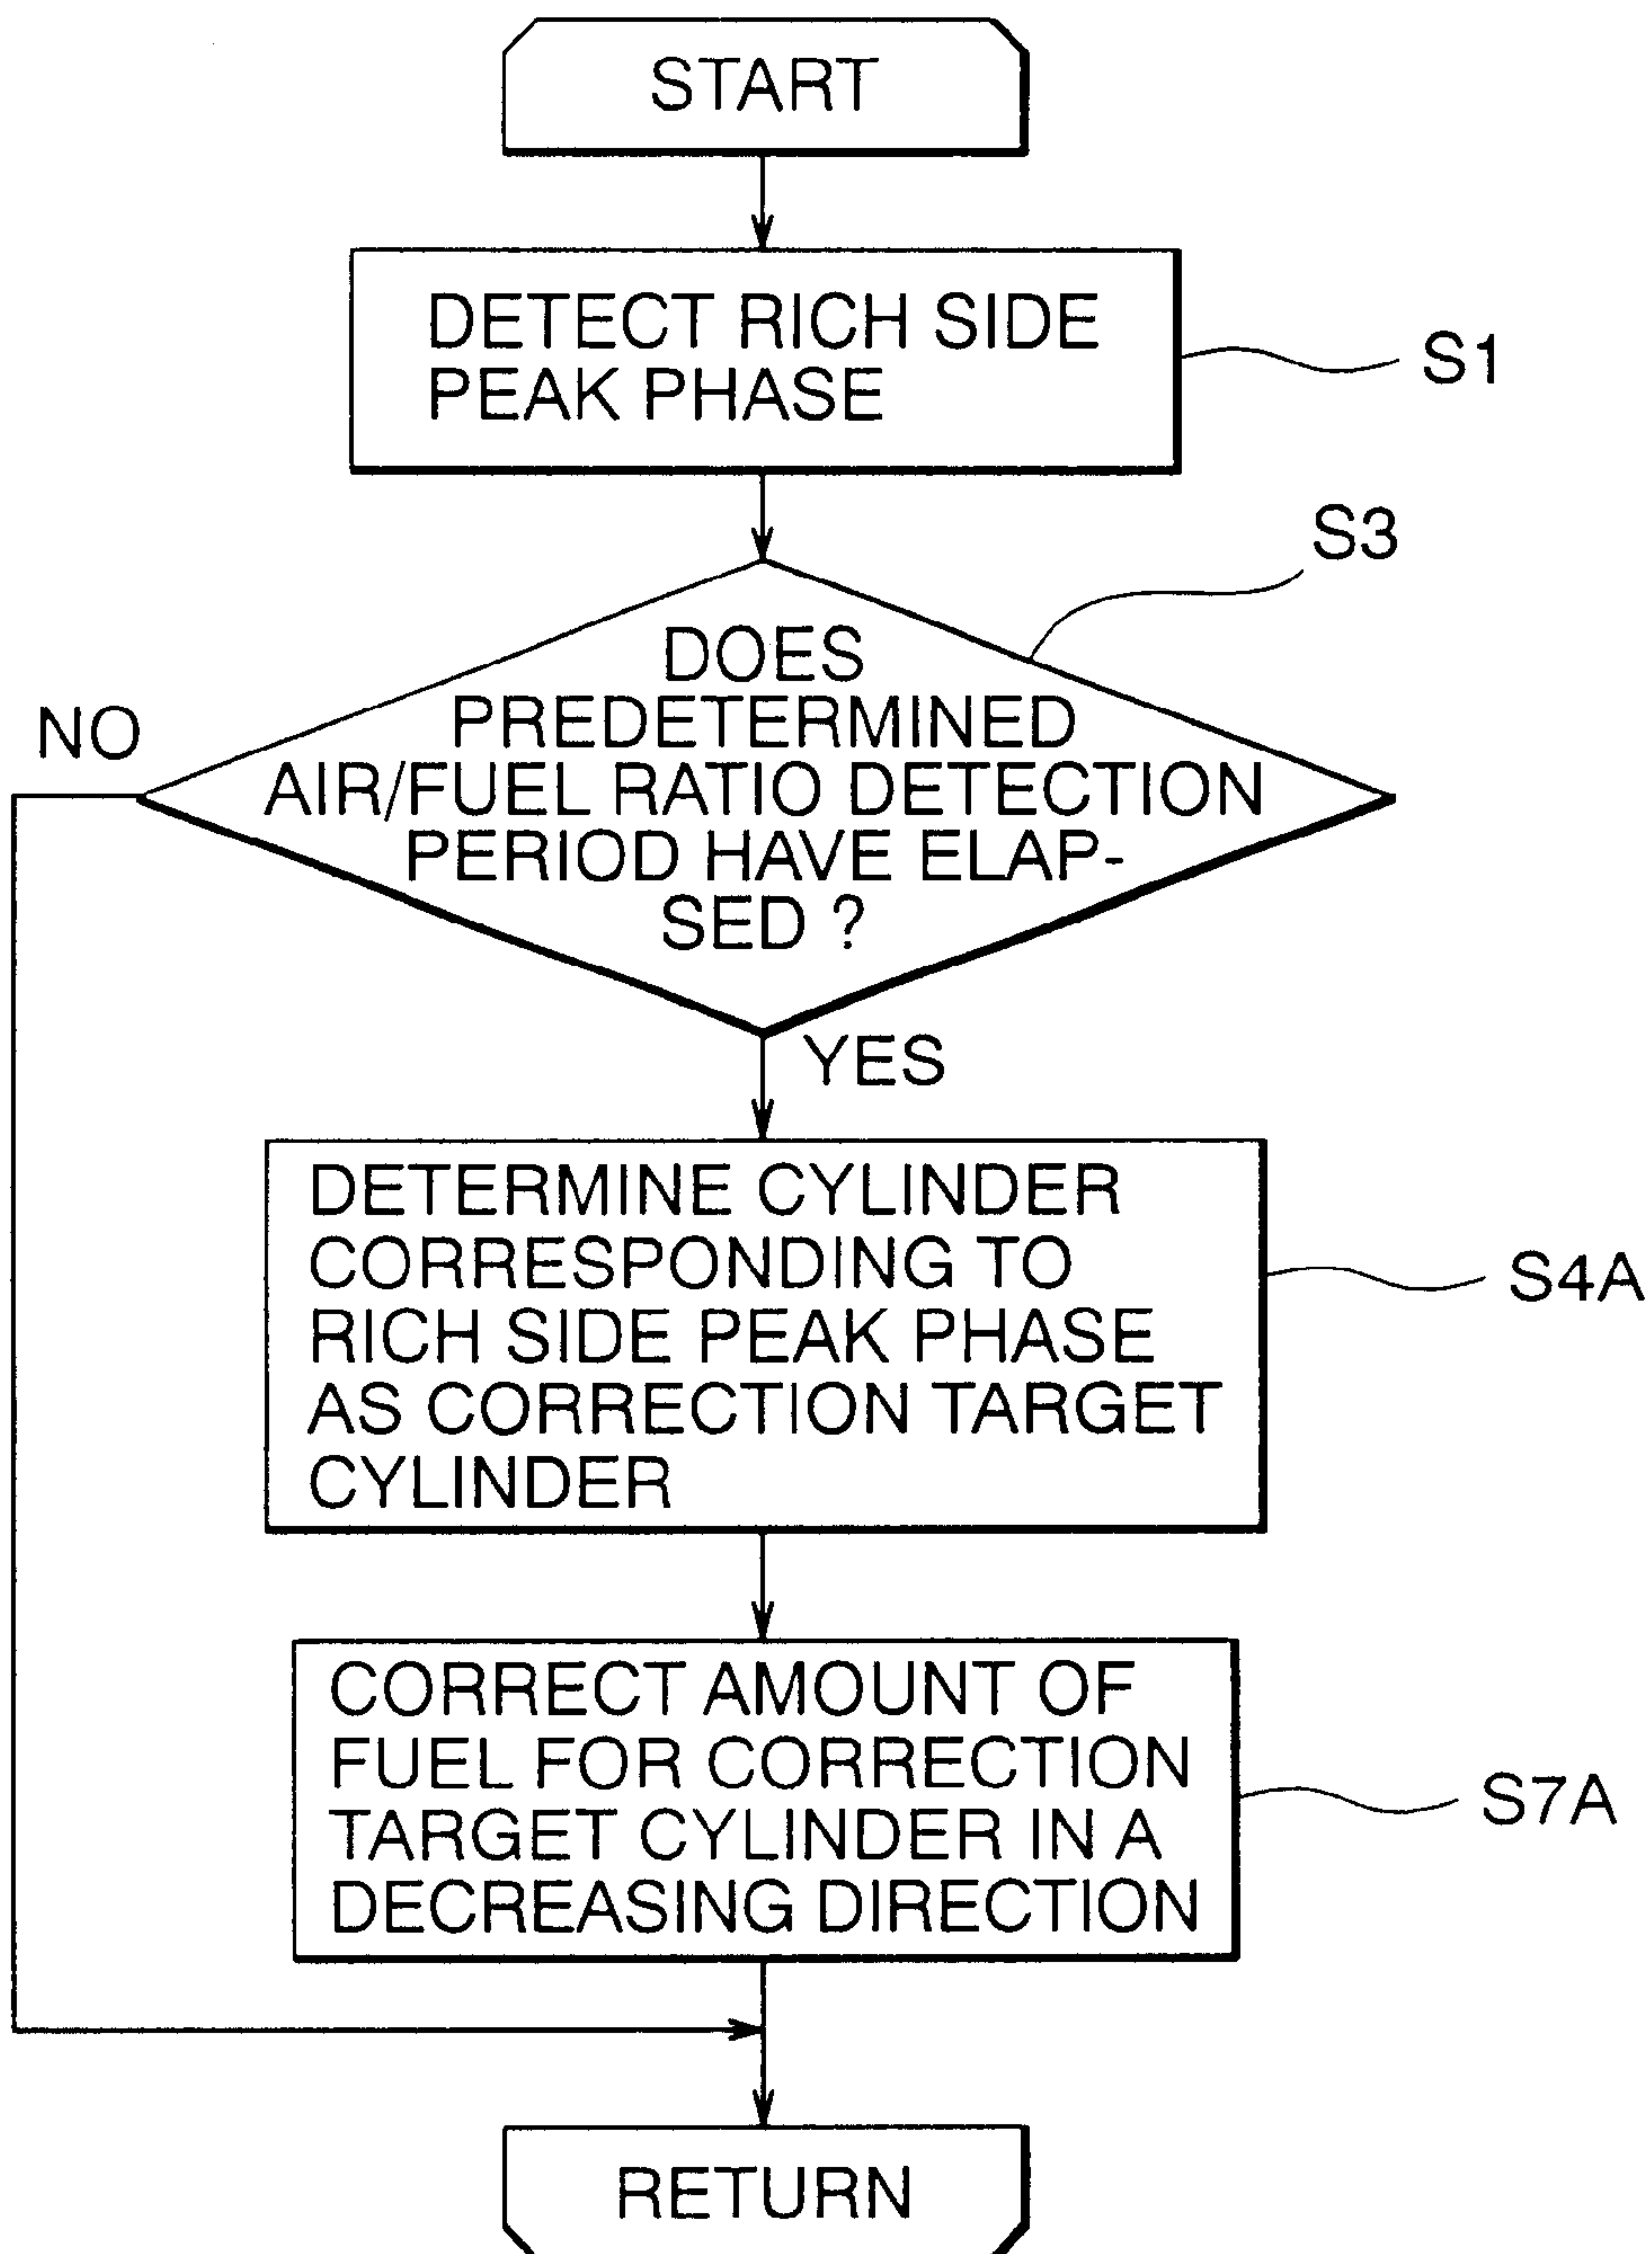 START
DETECT RICH SIDE
PEAK PHASE
S1
S3
DOES
PREDETERMINED
AIR/FUEL RATIO DETECTION
PERIOD HAVE ELAP-
SED ?
NO
YES
DETERMINE CYLINDER
CORRESPONDING TO
RICH SIDE PEAK PHASE
AS CORRECTION TARGET
CYLINDER
S4A
CORRECT AMOUNT OF
FUEL FOR CORRECTION
TARGET CYLINDER IN A
DECREASING DIRECTION
S7A
RETURN